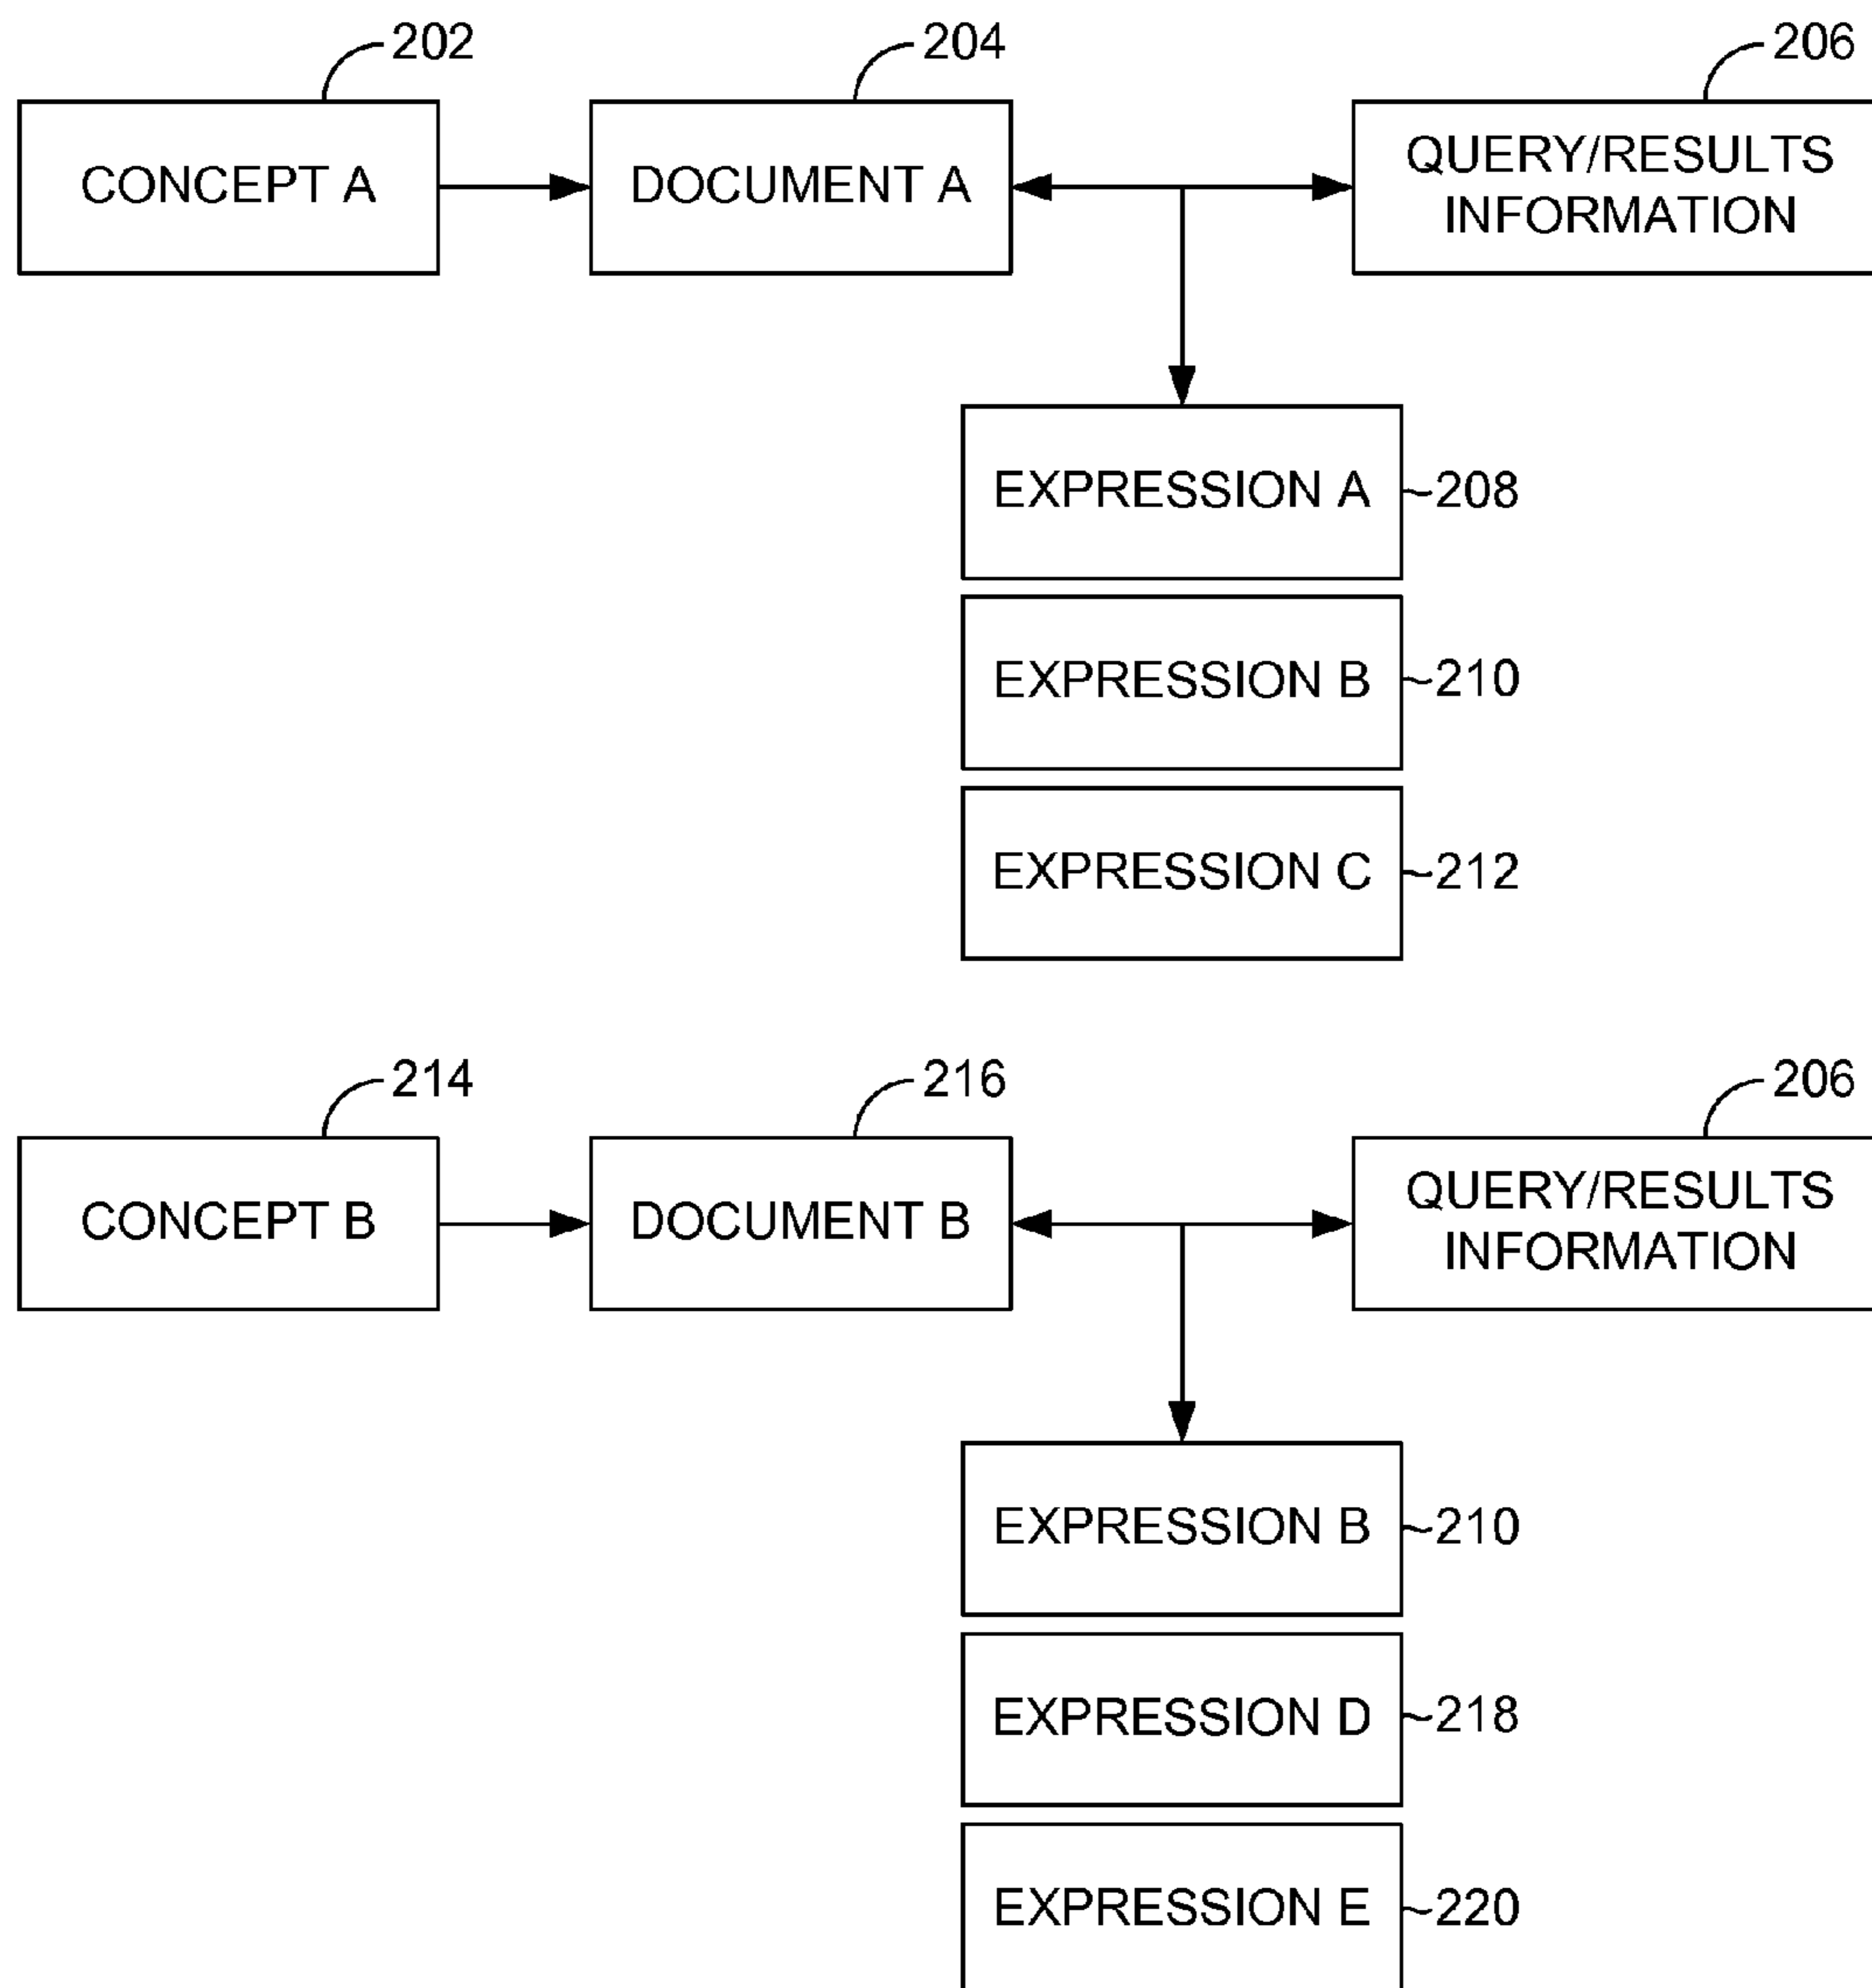 202
204
206
CONCEPT A
DOCUMENT A
QUERY/RESULTS
INFORMATION
EXPRESSION A
208
EXPRESSION B
210
EXPRESSION C
212
214
216
206
CONCEPT B
DOCUMENT B
QUERY/RESULTS
INFORMATION
EXPRESSION B
210
EXPRESSION D
218
EXPRESSION E
220